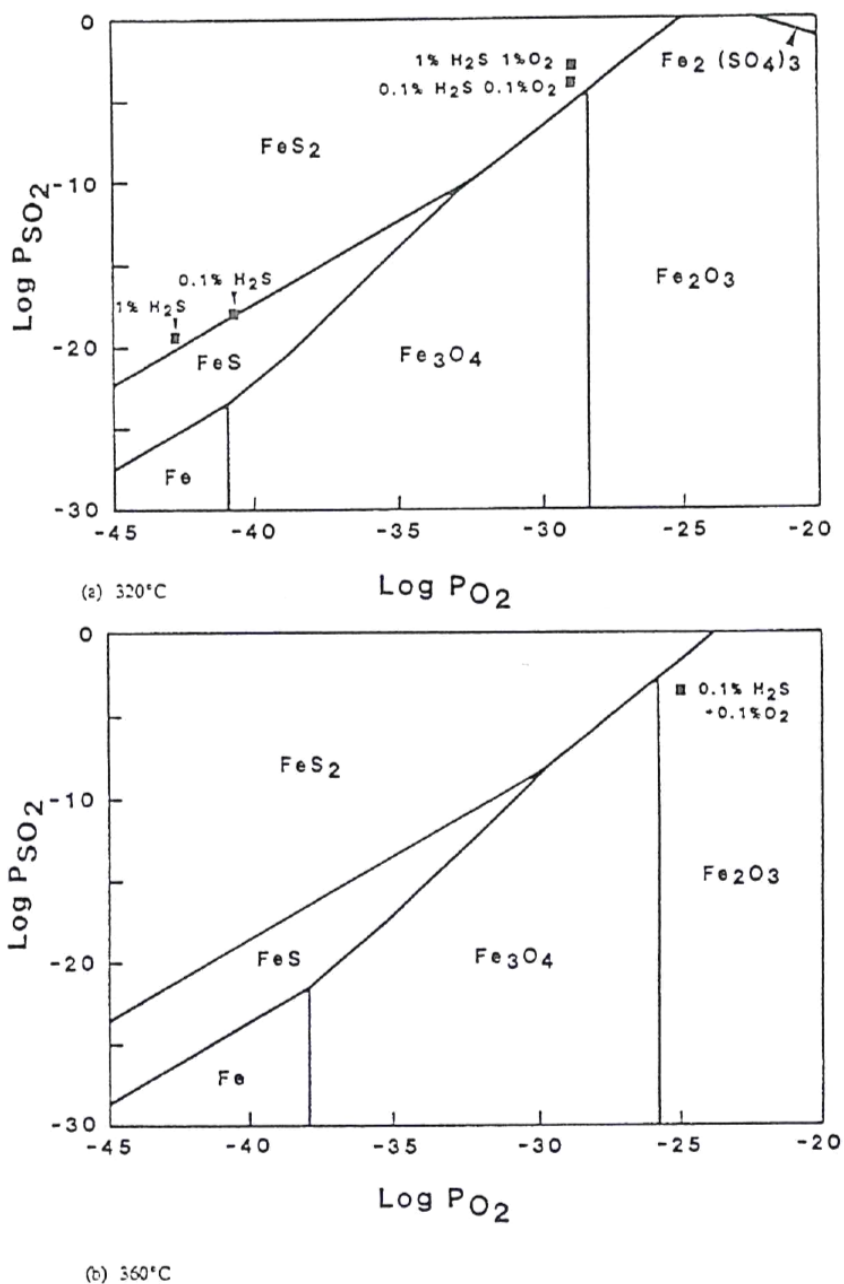 0
-10
-20
-30
Log PSO2
1% H2S 1%O2
0.1% H2S 0.1%O2
Fe2 (SO4)3
FeS2
0.1% H2S
1% H2S
FeS
Fe3O4
Fe2O3
Fe
-45 -40 -35 -30 -25 -20
Log PO2
(a) 320°C
0
-10
-20
-30
Log PSO2
0.1% H2S
+0.1%O2
FeS2
Fe2O3
FeS
Fe3O4
Fe
-45 -40 -35 -30 -25 -20
Log PO2
(b) 360°C